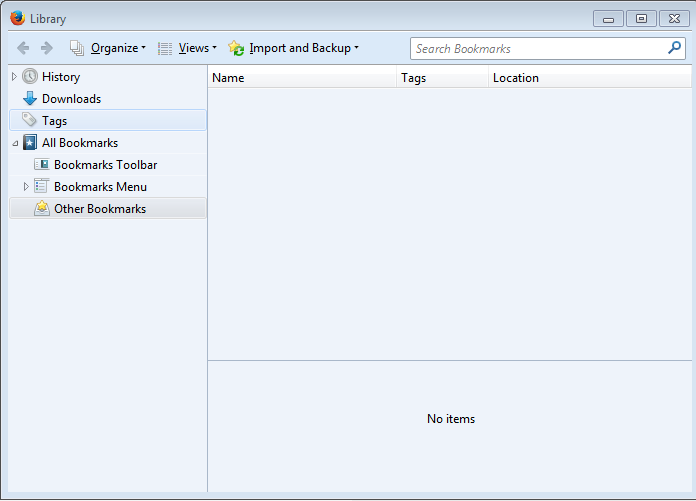 Library
Organize Views Import and Backup Search Bookmarks
History
Downloads
Tags
All Bookmarks
Bookmarks Toolbar
Bookmarks Menu
Other Bookmarks
Name Tags Location
No items